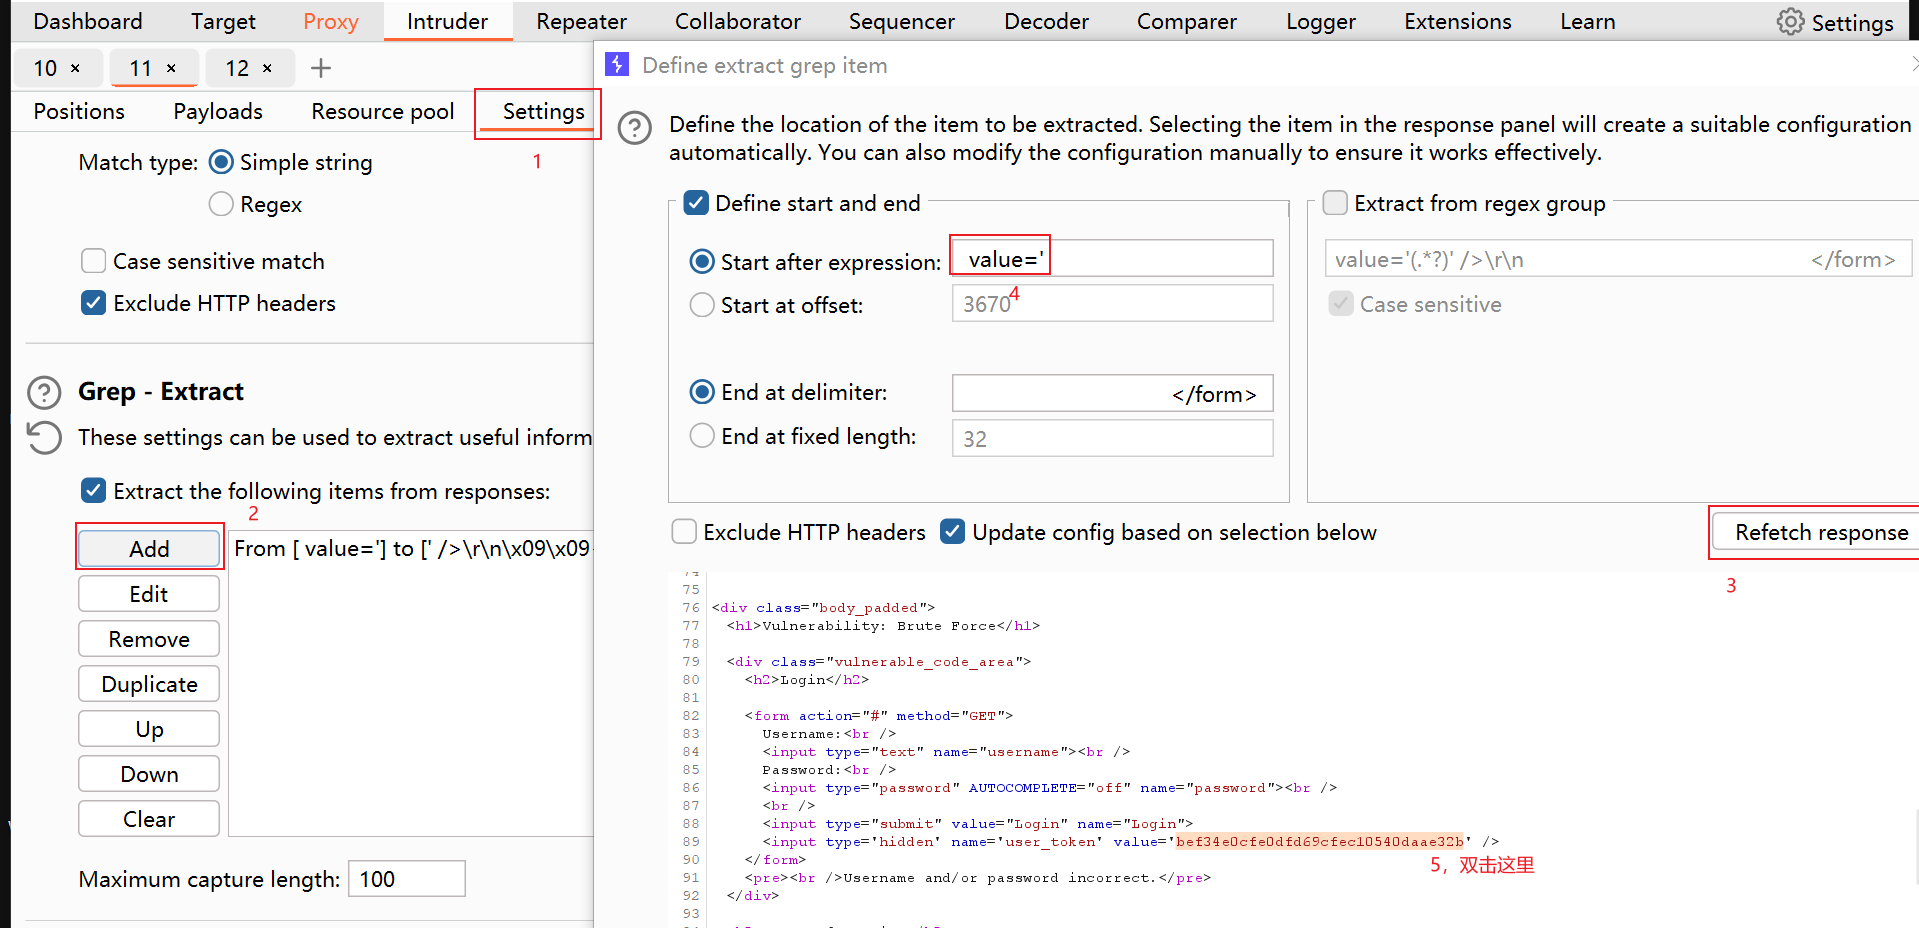 Dashboard Target Proxy Intruder Repeater Collaborator Sequencer Decoder Comparer Logger Extensions Learn Settings
10 × 11 × 12 × +
Positions Payloads Resource pool Settings
1
Match type: Simple string
Regex
Case sensitive match
Exclude HTTP headers
Grep - Extract
These settings can be used to extract useful inform
Extract the following items from responses:
2
Add
Edit
Remove
Duplicate
Up
Down
Clear
From [ value='] to [' />\r\n\x09\x09
Maximum capture length: 100
Define extract grep item
Define the location of the item to be extracted. Selecting the item in the response panel will create a suitable configuration
automatically. You can also modify the configuration manually to ensure it works effectively.
Define start and end
Start after expression: value='
4
Start at offset: 3670
End at delimiter: </form>
End at fixed length: 32
Extract from regex group
value='(.*?)' />\r\n </form>
Case sensitive
Exclude HTTP headers Update config based on selection below
Refetch response
3
74
75
76 <div class="body_padded">
77 <h1>Vulnerability: Brute Force</h1>
78
79 <div class="vulnerable_code_area">
80 <h2>Login</h2>
81
82 <form action="#" method="GET">
83 Username:<br />
84 <input type="text" name="username"><br />
85 Password:<br />
86 <input type="password" AUTOCOMPLETE="off" name="password"><br />
87 <br />
88 <input type="submit" value="Login" name="Login">
89 <input type='hidden' name='user_token' value='bef34e0cfe0dfd69cfec10540daae32b' />
90 </form>
5，双击这里
91 <pre><br />Username and/or password incorrect.</pre>
92 </div>
93